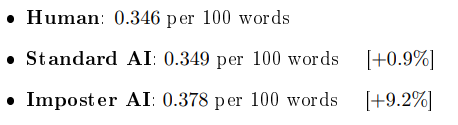 • Human: 0.346 per 100 words
• Standard AI: 0.349 per 100 words [+0.9%]
• Imposter AI: 0.378 per 100 words [+9.2%]